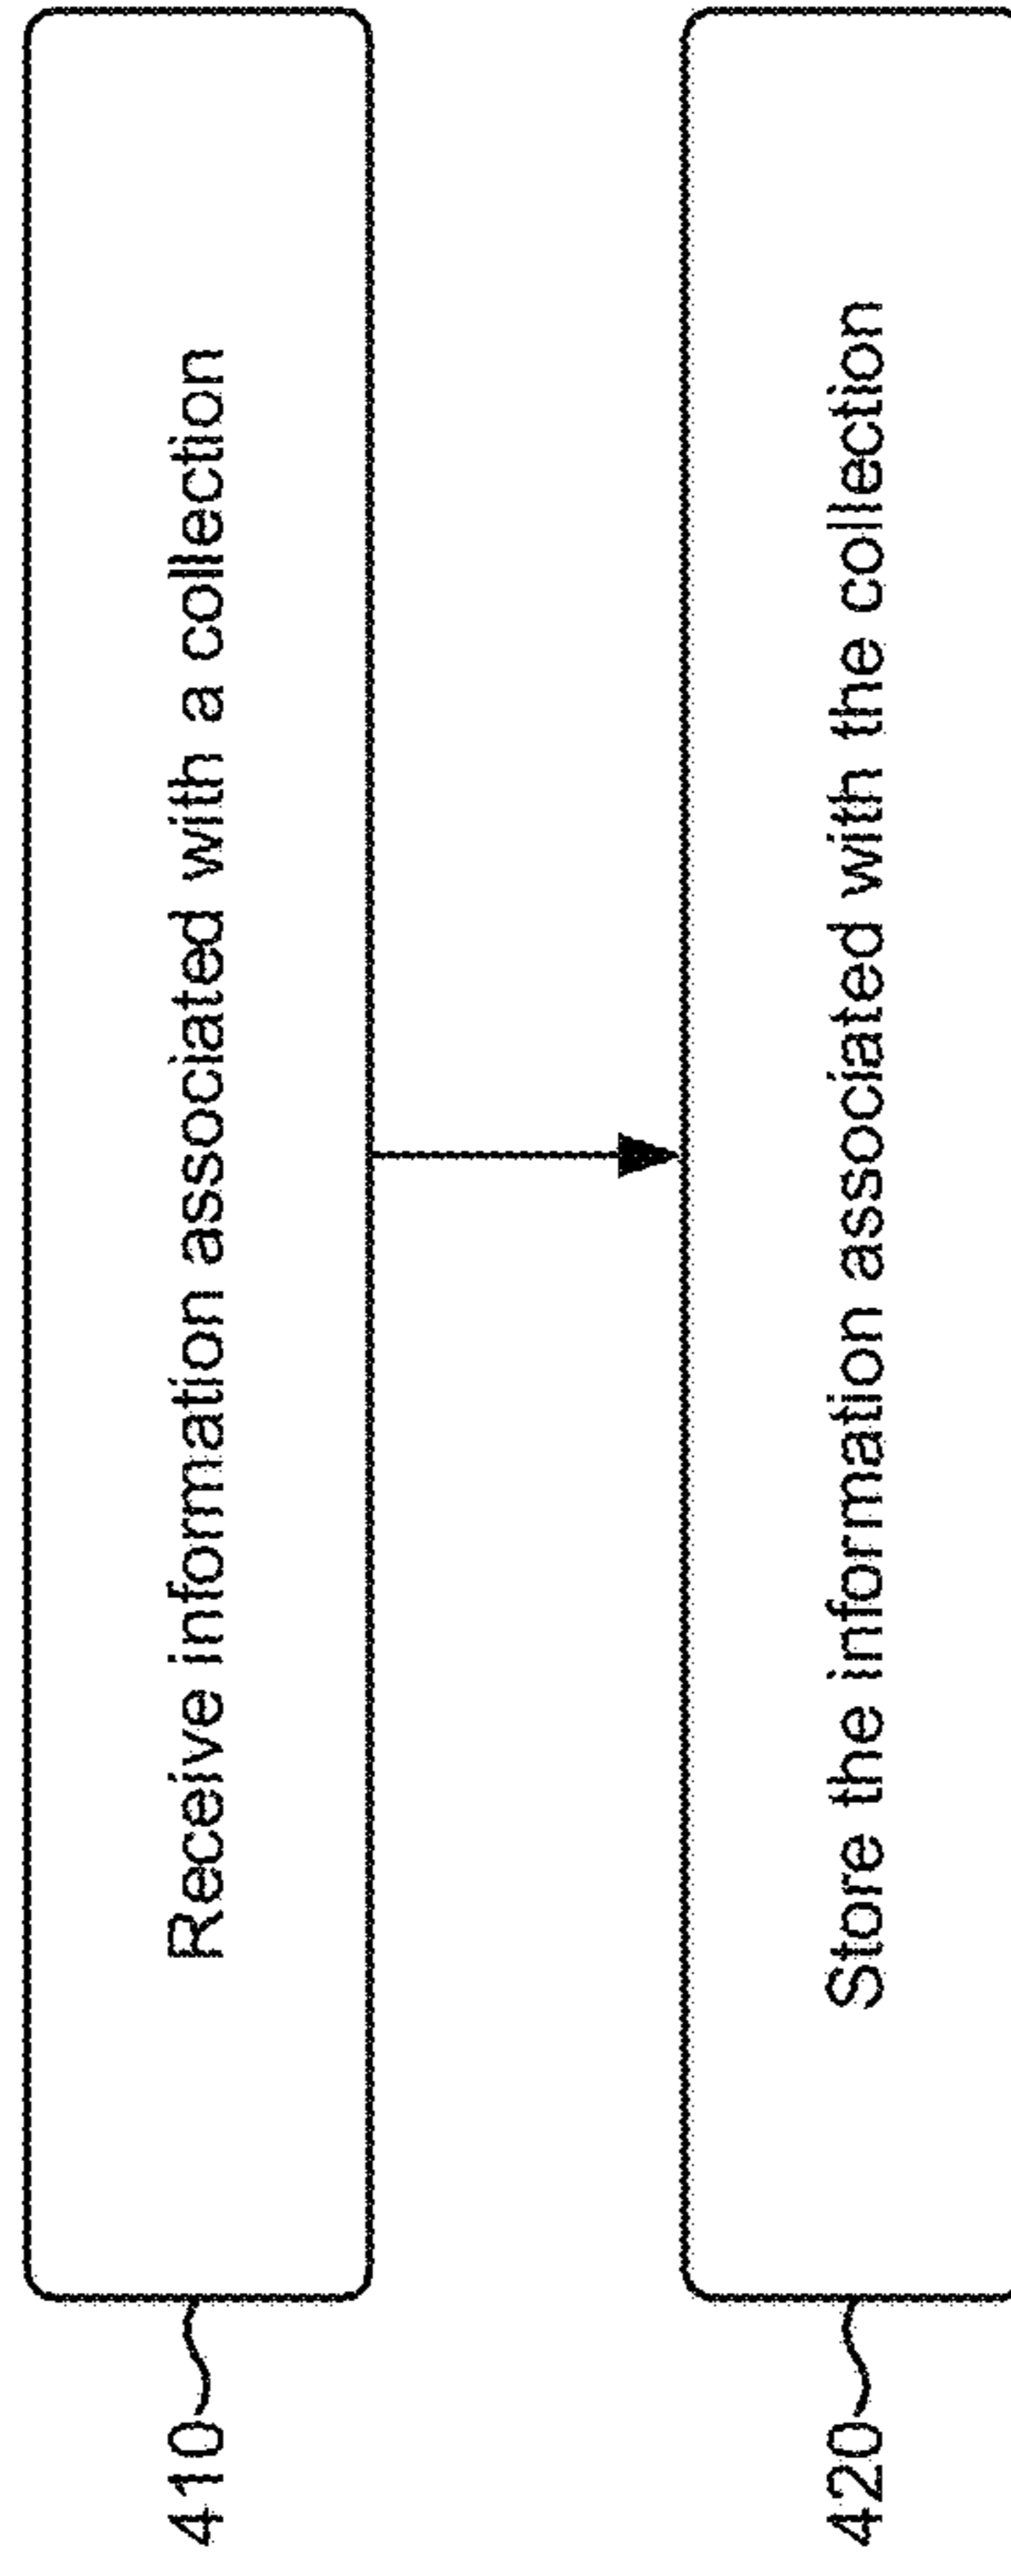 410
Receive information associated with a collection
420
Store the information associated with the collection